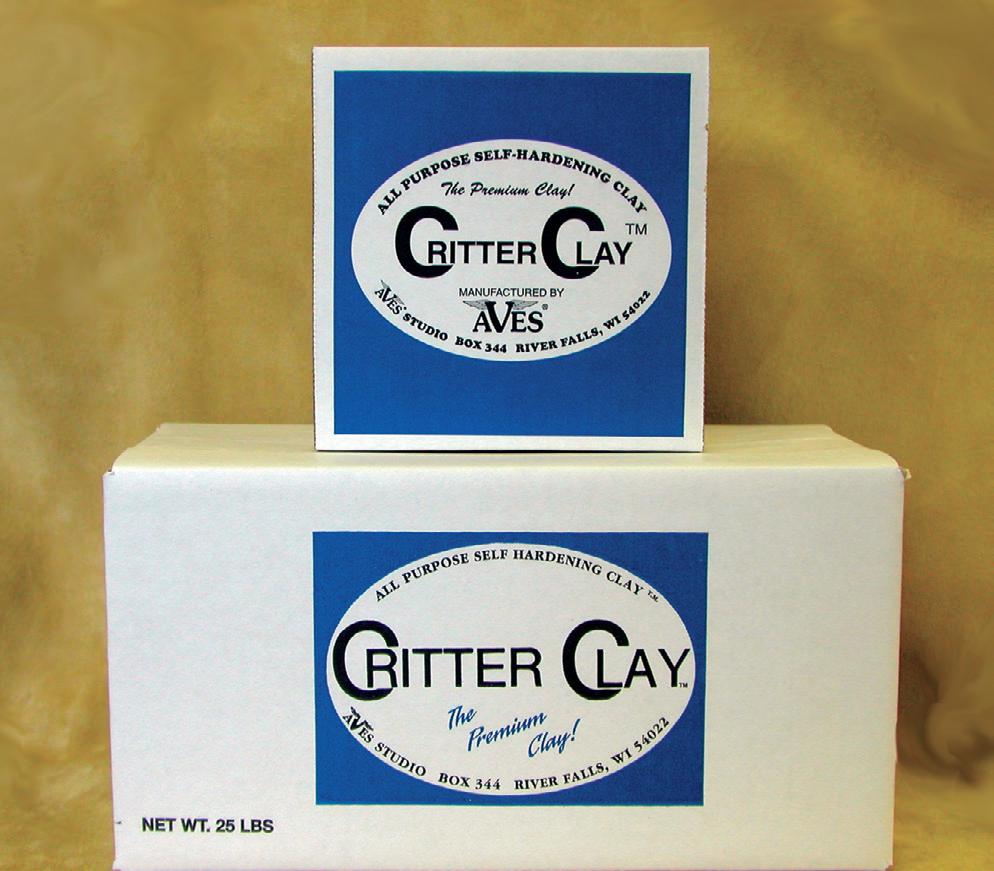 ALL PURPOSE SELF-HARDENING CLAY
The Premium Clay!
CRITTER CLAY™
MANUFACTURED BY
AVES®
AVES® STUDIO BOX 344 RIVER FALLS, WI 54022
ALL PURPOSE SELF HARDENING CLAY T.M.
CRITTER CLAY™
The
Premium
Clay!
AVES STUDIO BOX 344 RIVER FALLS, WI 54022
NET WT. 25 LBS